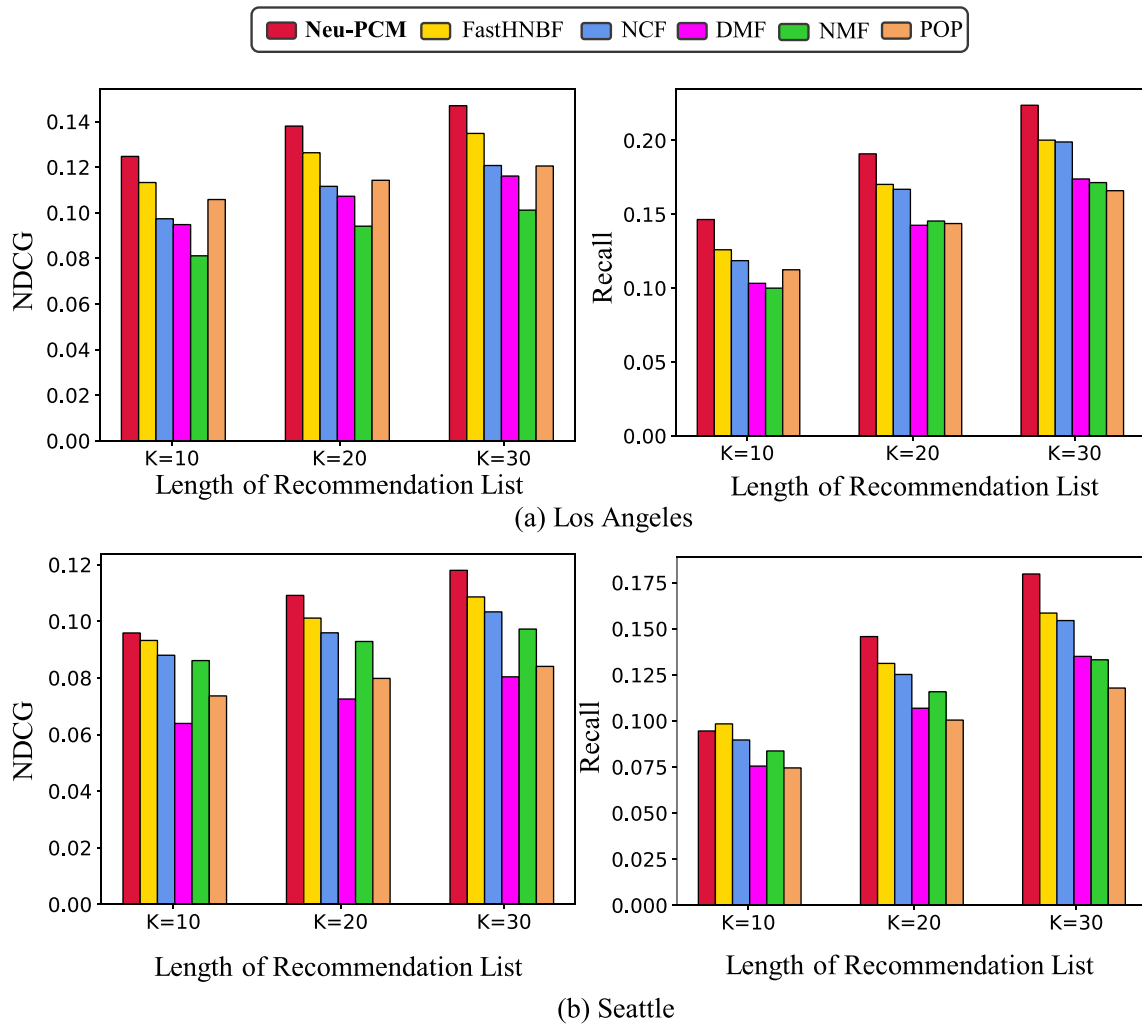 Neu-PCM FastHNBF NCF DMF NMF POP
NDCG
0.14
0.12
0.10
0.08
0.06
0.04
0.02
0.00
K=10 K=20 K=30
Length of Recommendation List
Recall
0.20
0.15
0.10
0.05
0.00
K=10 K=20 K=30
Length of Recommendation List
(a) Los Angeles
NDCG
0.12
0.10
0.08
0.06
0.04
0.02
0.00
K=10 K=20 K=30
Length of Recommendation List
Recall
0.175
0.150
0.125
0.100
0.075
0.050
0.025
0.000
K=10 K=20 K=30
Length of Recommendation List
(b) Seattle